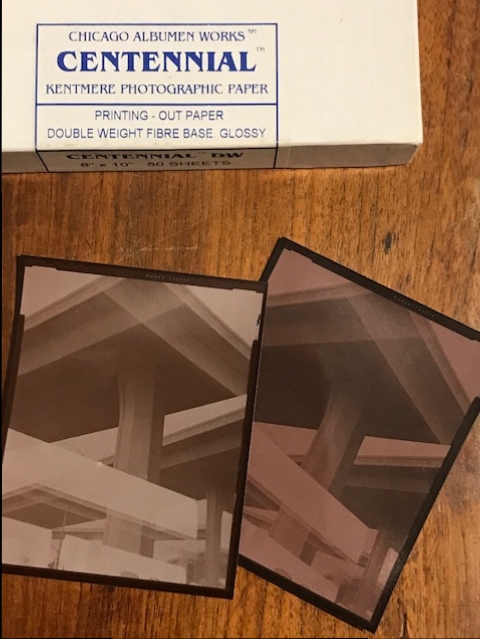 CHICAGO ALBUMEN WORKS℠
CENTENNIAL™
KENTMERE PHOTOGRAPHIC PAPER
PRINTING - OUT PAPER
DOUBLE WEIGHT FIBRE BASE GLOSSY
CENTENNIAL™ DW
8" x 10" 50 SHEETS